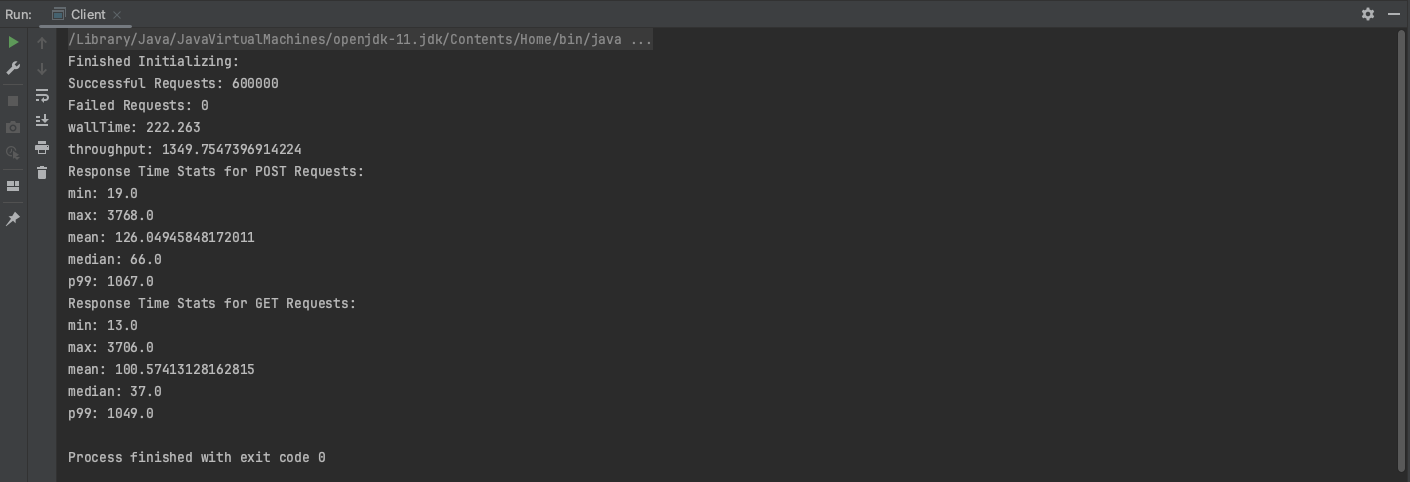 Run: Client
/Library/Java/JavaVirtualMachines/openjdk-11.jdk/Contents/Home/bin/java ...
Finished Initializing:
Successful Requests: 600000
Failed Requests: 0
wallTime: 222.263
throughput: 1349.7547396914224
Response Time Stats for POST Requests:
min: 19.0
max: 3768.0
mean: 126.04945848172011
median: 66.0
p99: 1067.0
Response Time Stats for GET Requests:
min: 13.0
max: 3706.0
mean: 100.57413128162815
median: 37.0
p99: 1049.0
Process finished with exit code 0